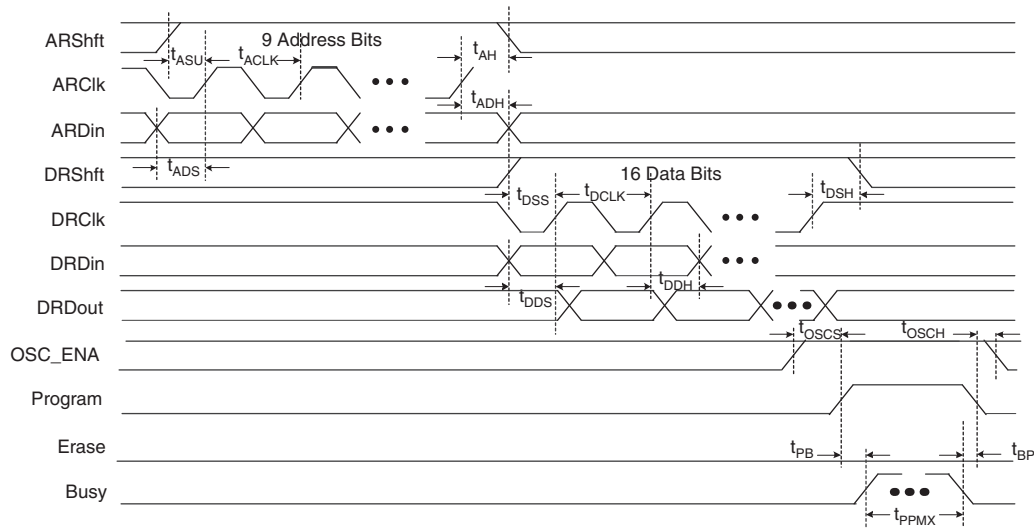 ARShft
9 Address Bits
tASU
tACLK
tAH
ARClk
tADH
ARDin
tADS
DRShft
16 Data Bits
tDSS
tDCLK
tDSH
DRClk
DRDin
tDDS
tDDH
DRDout
tOSCS
tOSCH
OSC_ENA
Program
Erase
tPB
tBP
Busy
tPPMX